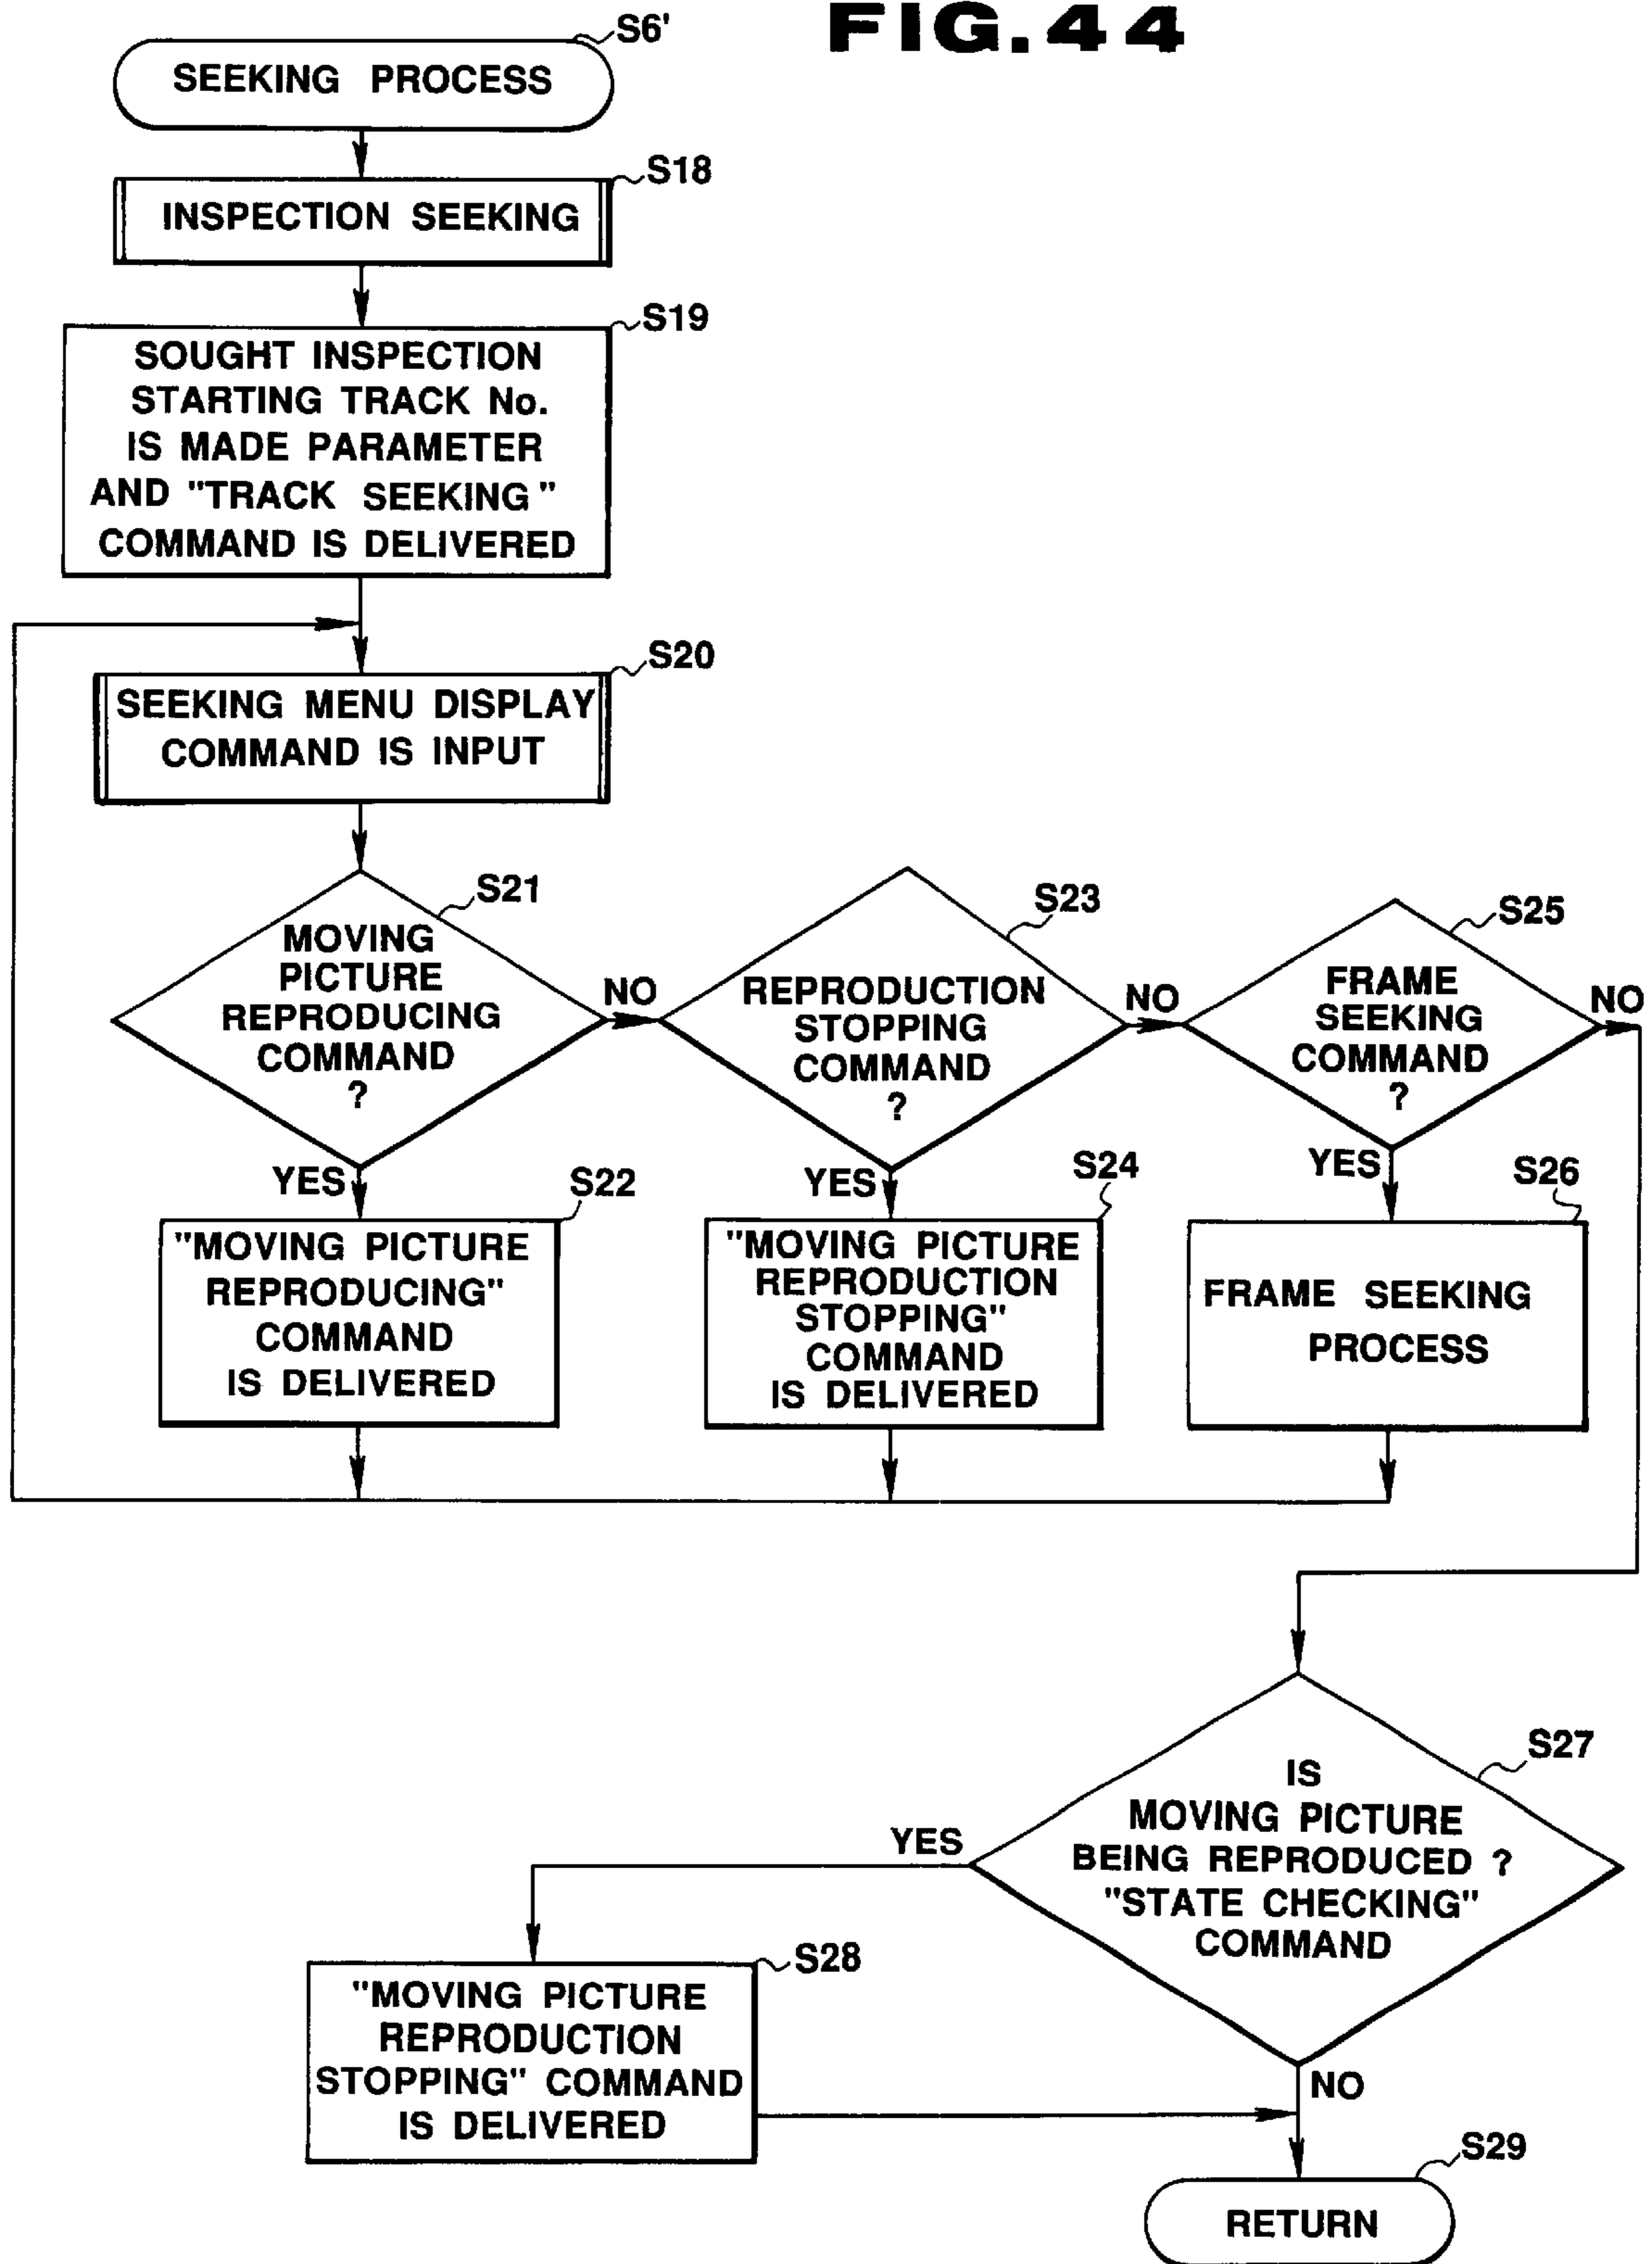 FIG.44
S6'
SEEKING PROCESS
S18
INSPECTION SEEKING
S19
SOUGHT INSPECTION
STARTING TRACK No.
IS MADE PARAMETER
AND "TRACK SEEKING"
COMMAND IS DELIVERED
S20
SEEKING MENU DISPLAY
COMMAND IS INPUT
S21
MOVING
PICTURE
REPRODUCING
COMMAND
?
NO
YES
S23
REPRODUCTION
STOPPING
COMMAND
?
NO
YES
S25
FRAME
SEEKING
COMMAND
?
NO
YES
S22
"MOVING PICTURE
REPRODUCING"
COMMAND
IS DELIVERED
S24
"MOVING PICTURE
REPRODUCTION
STOPPING"
COMMAND
IS DELIVERED
S26
FRAME SEEKING
PROCESS
S27
IS
MOVING PICTURE
BEING REPRODUCED ?
"STATE CHECKING"
COMMAND
YES
NO
S28
"MOVING PICTURE
REPRODUCTION
STOPPING" COMMAND
IS DELIVERED
S29
RETURN